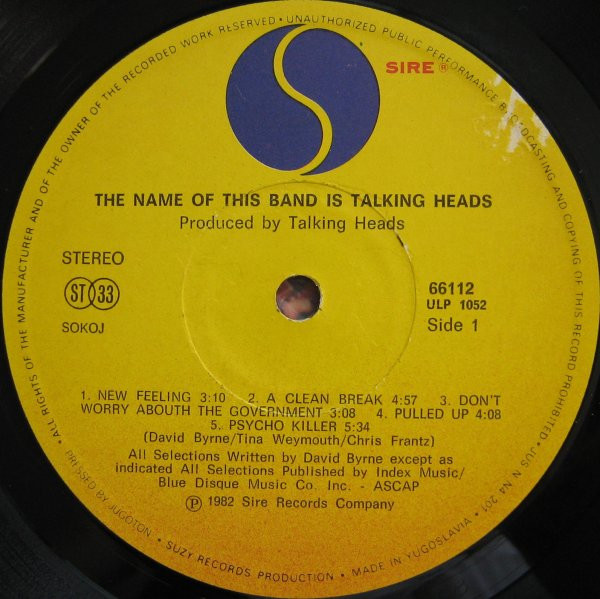 • ALL RIGHTS OF THE MANUFACTURER AND OF THE OWNER OF THE RECORDED WORK RESERVED • UNAUTHORIZED PUBLIC PERFORMANCE BROADCASTING AND COPYING OF THIS RECORD PROHIBITED • JUS N N4 201
SIRE ®
THE NAME OF THIS BAND IS TALKING HEADS
Produced by Talking Heads
STEREO
ST 33
SOKOJ
66112
ULP 1052
Side 1
1. NEW FEELING 3:10 2. A CLEAN BREAK 4:57 3. DON'T
WORRY ABOUTH THE GOVERNMENT 3:08 4. PULLED UP 4:08
5. PSYCHO KILLER 5:34
(David Byrne/Tina Weymouth/Chris Frantz)
All Selections Written by David Byrne except as
indicated All Selections Published by Index Music/
Blue Disque Music Co. Inc. - ASCAP
Ⓟ 1982 Sire Records Company
BY JUGOTON • SUZY RECORDS PRODUCTION • MADE IN YUGOSLAVIA •